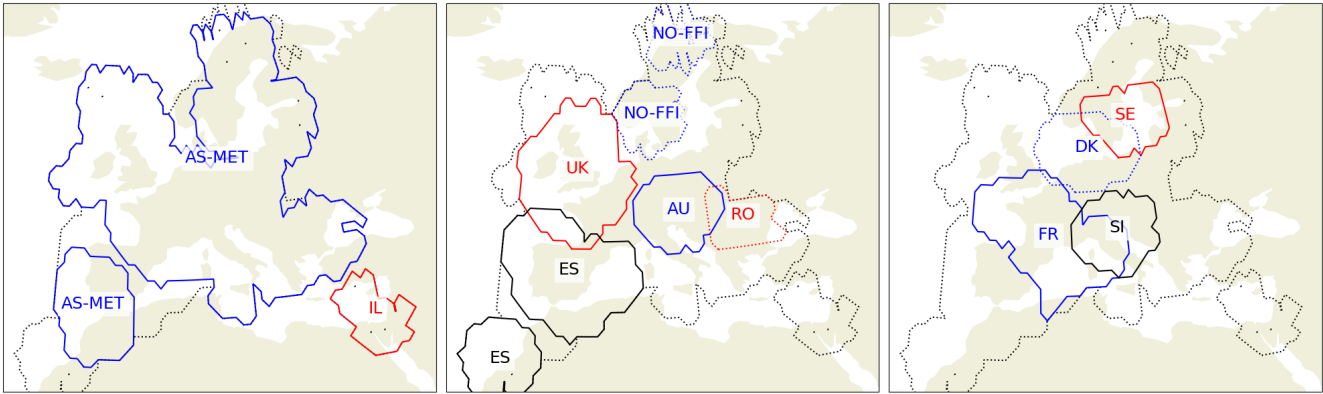 AS-MET
AS-MET
IL
NO-FFI
NO-FFI
UK
AU
RO
ES
ES
SE
DK
FR
SI